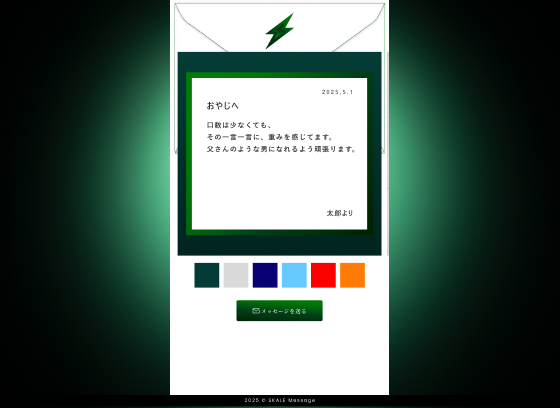 2025.5.1
おやじへ
口数は少なくても、
その一言一言に、重みを感じてます。
父さんのような男になれるよう頑張ります。
太郎より
メッセージを送る
2025 © SKALE Message